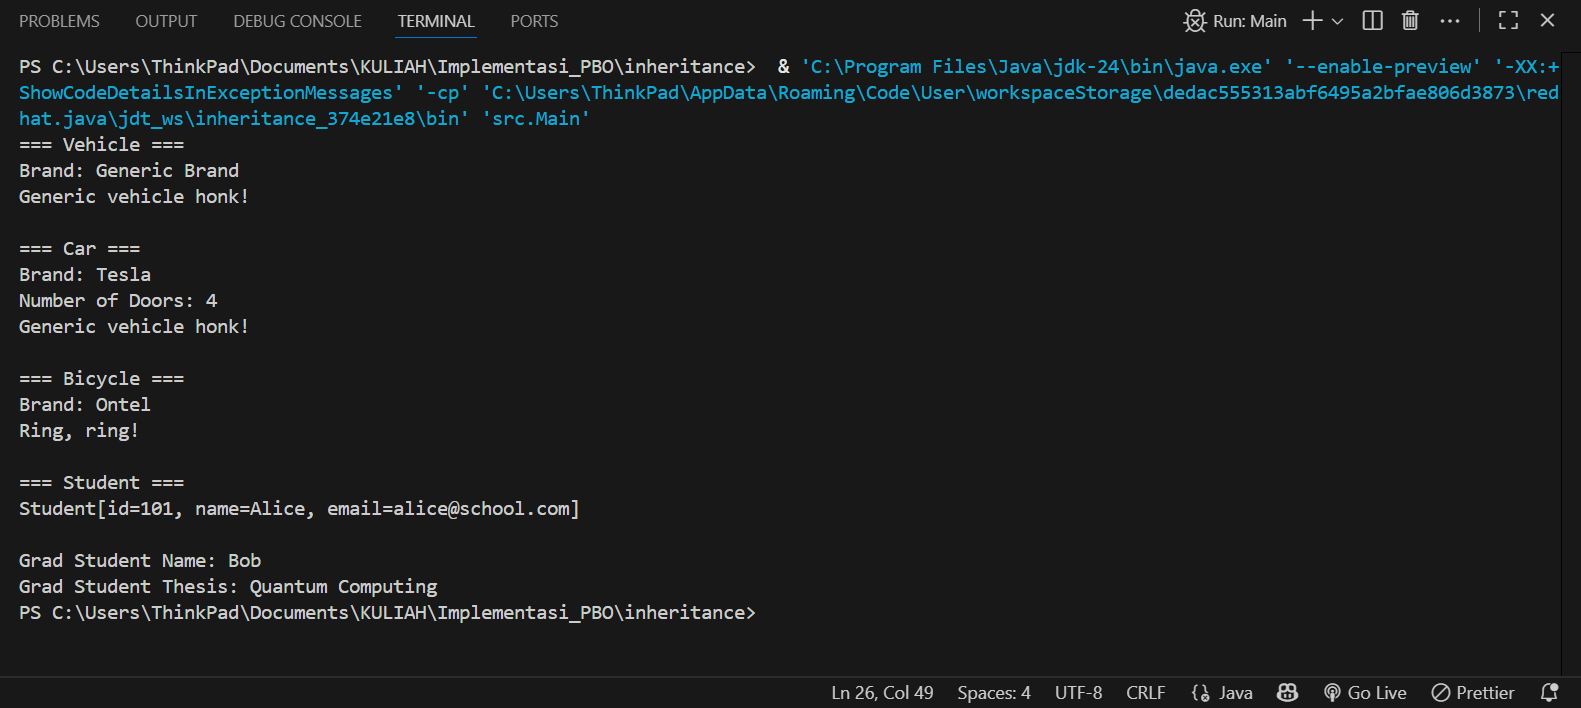 PROBLEMS OUTPUT DEBUG CONSOLE TERMINAL PORTS Run: Main
PS C:\Users\ThinkPad\Documents\KULIAH\Implementasi_PBO\inheritance>  & 'C:\Program Files\Java\jdk-24\bin\java.exe' '--enable-preview' '-XX:+
ShowCodeDetailsInExceptionMessages' '-cp' 'C:\Users\ThinkPad\AppData\Roaming\Code\User\workspaceStorage\dedac555313abf6495a2bfae806d3873\red
hat.java\jdt_ws\inheritance_374e21e8\bin' 'src.Main'
=== Vehicle ===
Brand: Generic Brand
Generic vehicle honk!
=== Car ===
Brand: Tesla
Number of Doors: 4
Generic vehicle honk!
=== Bicycle ===
Brand: Ontel
Ring, ring!
=== Student ===
Student[id=101, name=Alice, email=alice@school.com]
Grad Student Name: Bob
Grad Student Thesis: Quantum Computing
PS C:\Users\ThinkPad\Documents\KULIAH\Implementasi_PBO\inheritance>
Ln 26, Col 49 Spaces: 4 UTF-8 CRLF Java Go Live Prettier